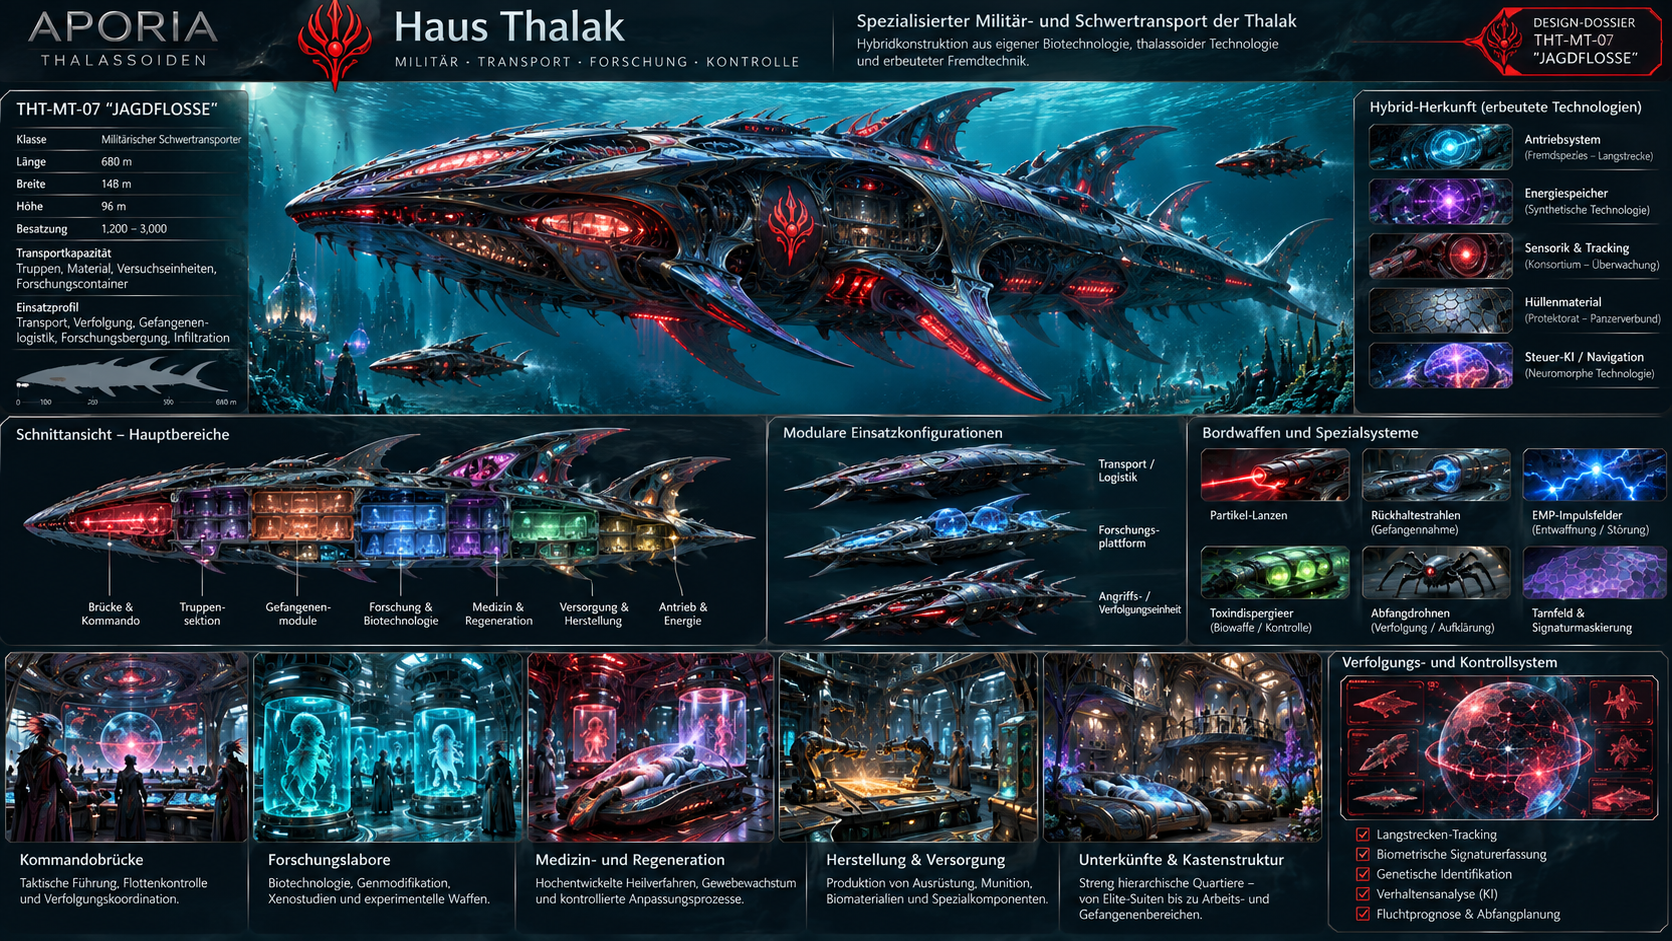 APORIA
THALASSOIDEN
Haus Thalak
MILITÄR · TRANSPORT · FORSCHUNG · KONTROLLE
Spezialisierter Militär- und Schwertransport der Thalak
Hybridkonstruktion aus eigener Biotechnologie, thalassoider Technologie
und erbeuteter Fremdtechnik.
DESIGN-DOSSIER
THT-MT-07
"JAGDFLOSSE"
THT-MT-07 "JAGDFLOSSE"
Klasse Militärischer Schwertransporter
Länge 680 m
Breite 148 m
Höhe 96 m
Besatzung 1,200 – 3,000
Transportkapazität
Truppen, Material, Versuchseinheiten,
Forschungscontainer
Einsatzprofil
Transport, Verfolgung, Gefangenen-
logistik, Forschungsbergung, Infiltration
0 100 500 680 m
Hybrid-Herkunft (erbeutete Technologien)
Antriebsystem
(Fremdspezies – Langstrecke)
Energiespeicher
(Synthetische Technologie)
Sensorik & Tracking
(Konsortium – Überwachung)
Hüllenmaterial
(Protektorat – Panzerverbund)
Steuer-KI / Navigation
(Neuromorphe Technologie)
Schnittansicht – Hauptbereiche
Brücke &
Kommando
Truppen-
sektion
Gefangenen-
module
Forschung &
Biotechnologie
Medizin &
Regeneration
Versorgung &
Herstellung
Antrieb &
Energie
Modulare Einsatzkonfigurationen
Transport /
Logistik
Forschungs-
plattform
Angriffs- /
Verfolgungseinheit
Bordwaffen und Spezialsysteme
Partikel-Lanzen
Rückhaltestrahlen
(Gefangennahme)
EMP-Impulsfelder
(Entwaffnung / Störung)
Toxindispergieer
(Biowaffe / Kontrolle)
Abfangdrohnen
(Verfolgung / Aufklärung)
Tarnfeld &
Signaturmaskierung
Kommandobrücke
Taktische Führung, Flottenkontrolle
und Verfolgungskoordination.
Forschungslabore
Biotechnologie, Genmodifikation,
Xenostudien und experimentelle Waffen.
Medizin- und Regeneration
Hochentwickelte Heilverfahren, Gewebewachstum
und kontrollierte Anpassungsprozesse.
Herstellung & Versorgung
Produktion von Ausrüstung, Munition,
Biomaterialien und Spezialkomponenten.
Unterkünfte & Kastenstruktur
Streng hierarchische Quartiere –
von Elite-Suiten bis zu Arbeits- und
Gefangenenbereichen.
Verfolgungs- und Kontrollsystem
Langstrecken-Tracking
Biometrische Signaturerfassung
Genetische Identifikation
Verhaltensanalyse (KI)
Fluchtprognose & Abfangplanung